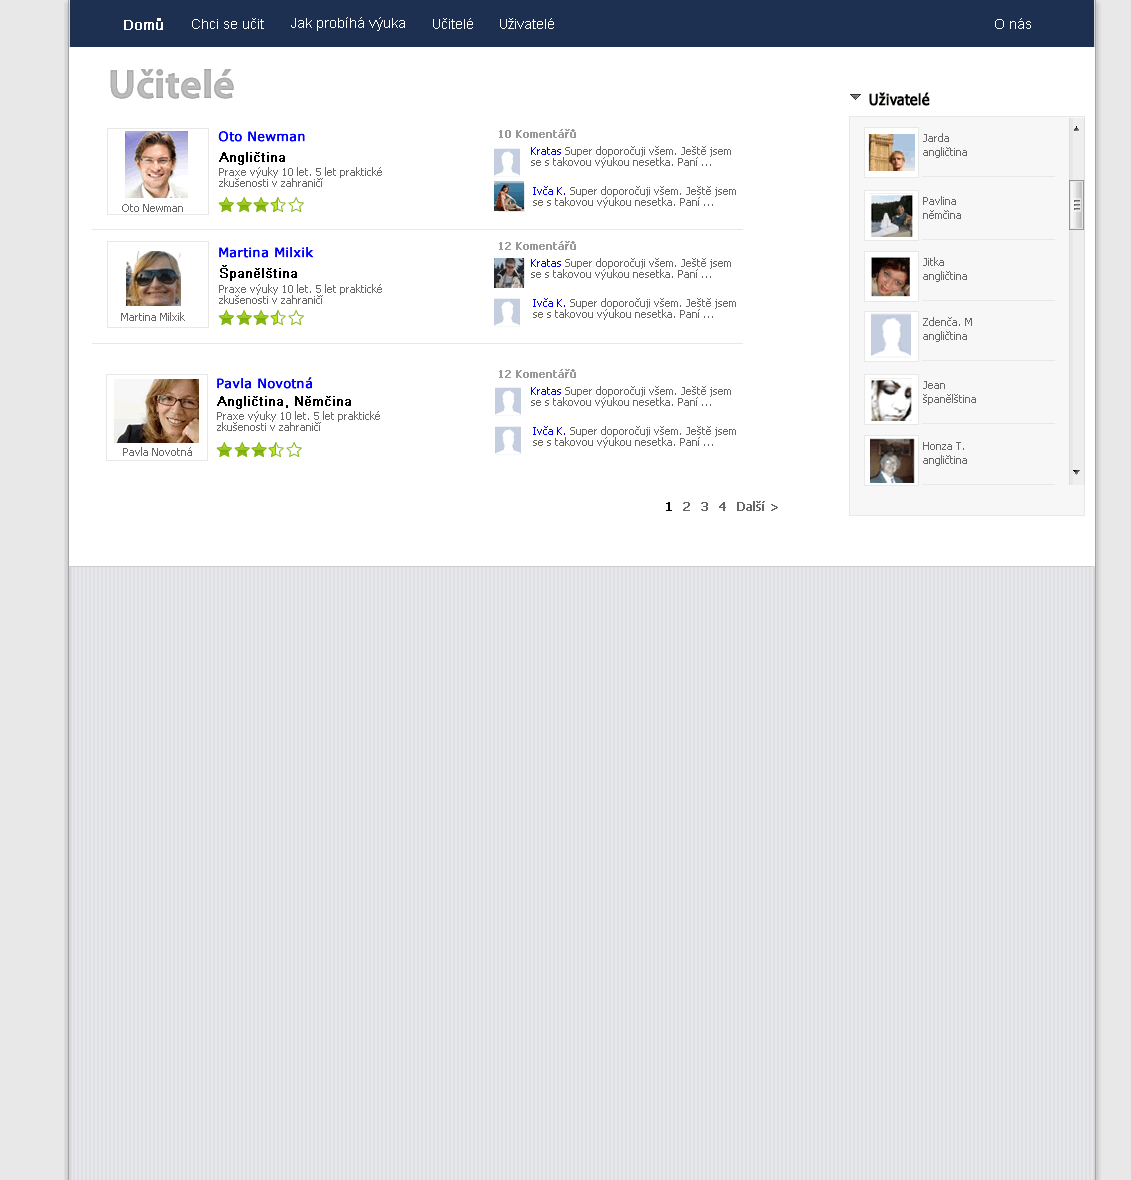 Domů Chci se učit Jak probíhá výuka Učitelé Uživatelé O nás
Učitelé
Oto Newman
Angličtina
Praxe výuky 10 let. 5 let praktické
zkušenosti v zahraničí
Oto Newman
10 Komentářů
Kratas Super doporočuji všem. Ještě jsem
se s takovou výukou nesetka. Paní ...
Ivča K. Super doporočuji všem. Ještě jsem
se s takovou výukou nesetka. Paní ...
Martina Milxik
Španělština
Praxe výuky 10 let. 5 let praktické
zkušenosti v zahraničí
Martina Milxik
12 Komentářů
Kratas Super doporočuji všem. Ještě jsem
se s takovou výukou nesetka. Paní ...
Ivča K. Super doporočuji všem. Ještě jsem
se s takovou výukou nesetka. Paní ...
Pavla Novotná
Angličtina, Němčina
Praxe výuky 10 let. 5 let praktické
zkušenosti v zahraničí
Pavla Novotná
12 Komentářů
Kratas Super doporočuji všem. Ještě jsem
se s takovou výukou nesetka. Paní ...
Ivča K. Super doporočuji všem. Ještě jsem
se s takovou výukou nesetka. Paní ...
1 2 3 4 Další >
Uživatelé
Jarda
angličtina
Pavlina
němčina
Jitka
angličtina
Zdenča. M
angličtina
Jean
španělština
Honza T.
angličtina